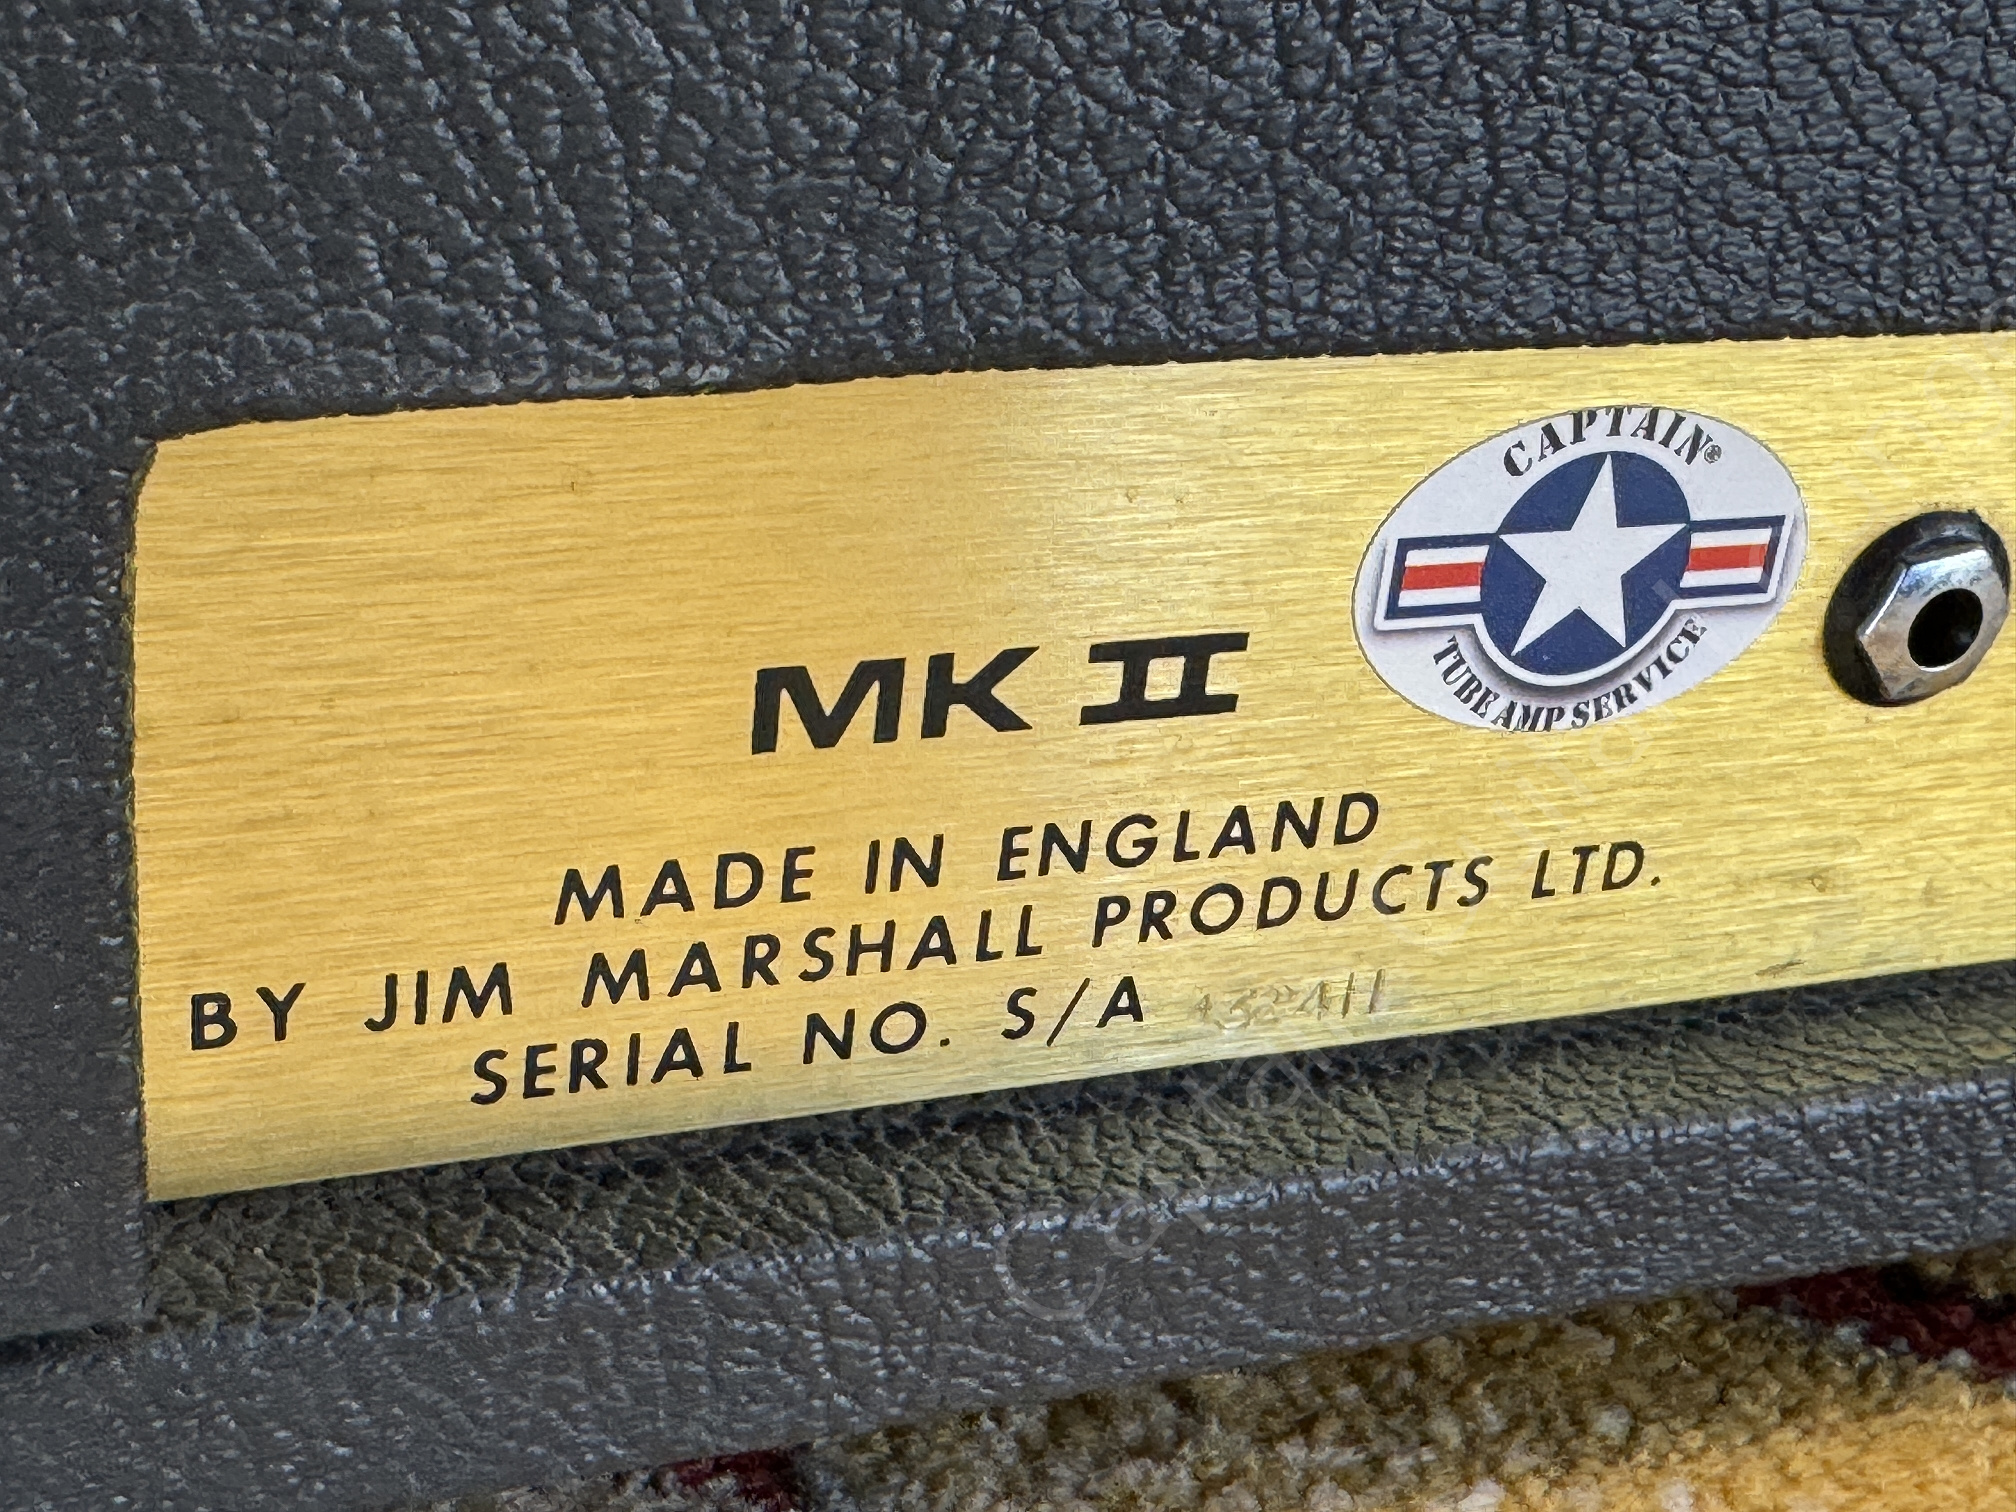 CAPTAIN®
TUBE AMP SERVICE
MK II
MADE IN ENGLAND
BY JIM MARSHALL PRODUCTS LTD.
SERIAL NO. S/A